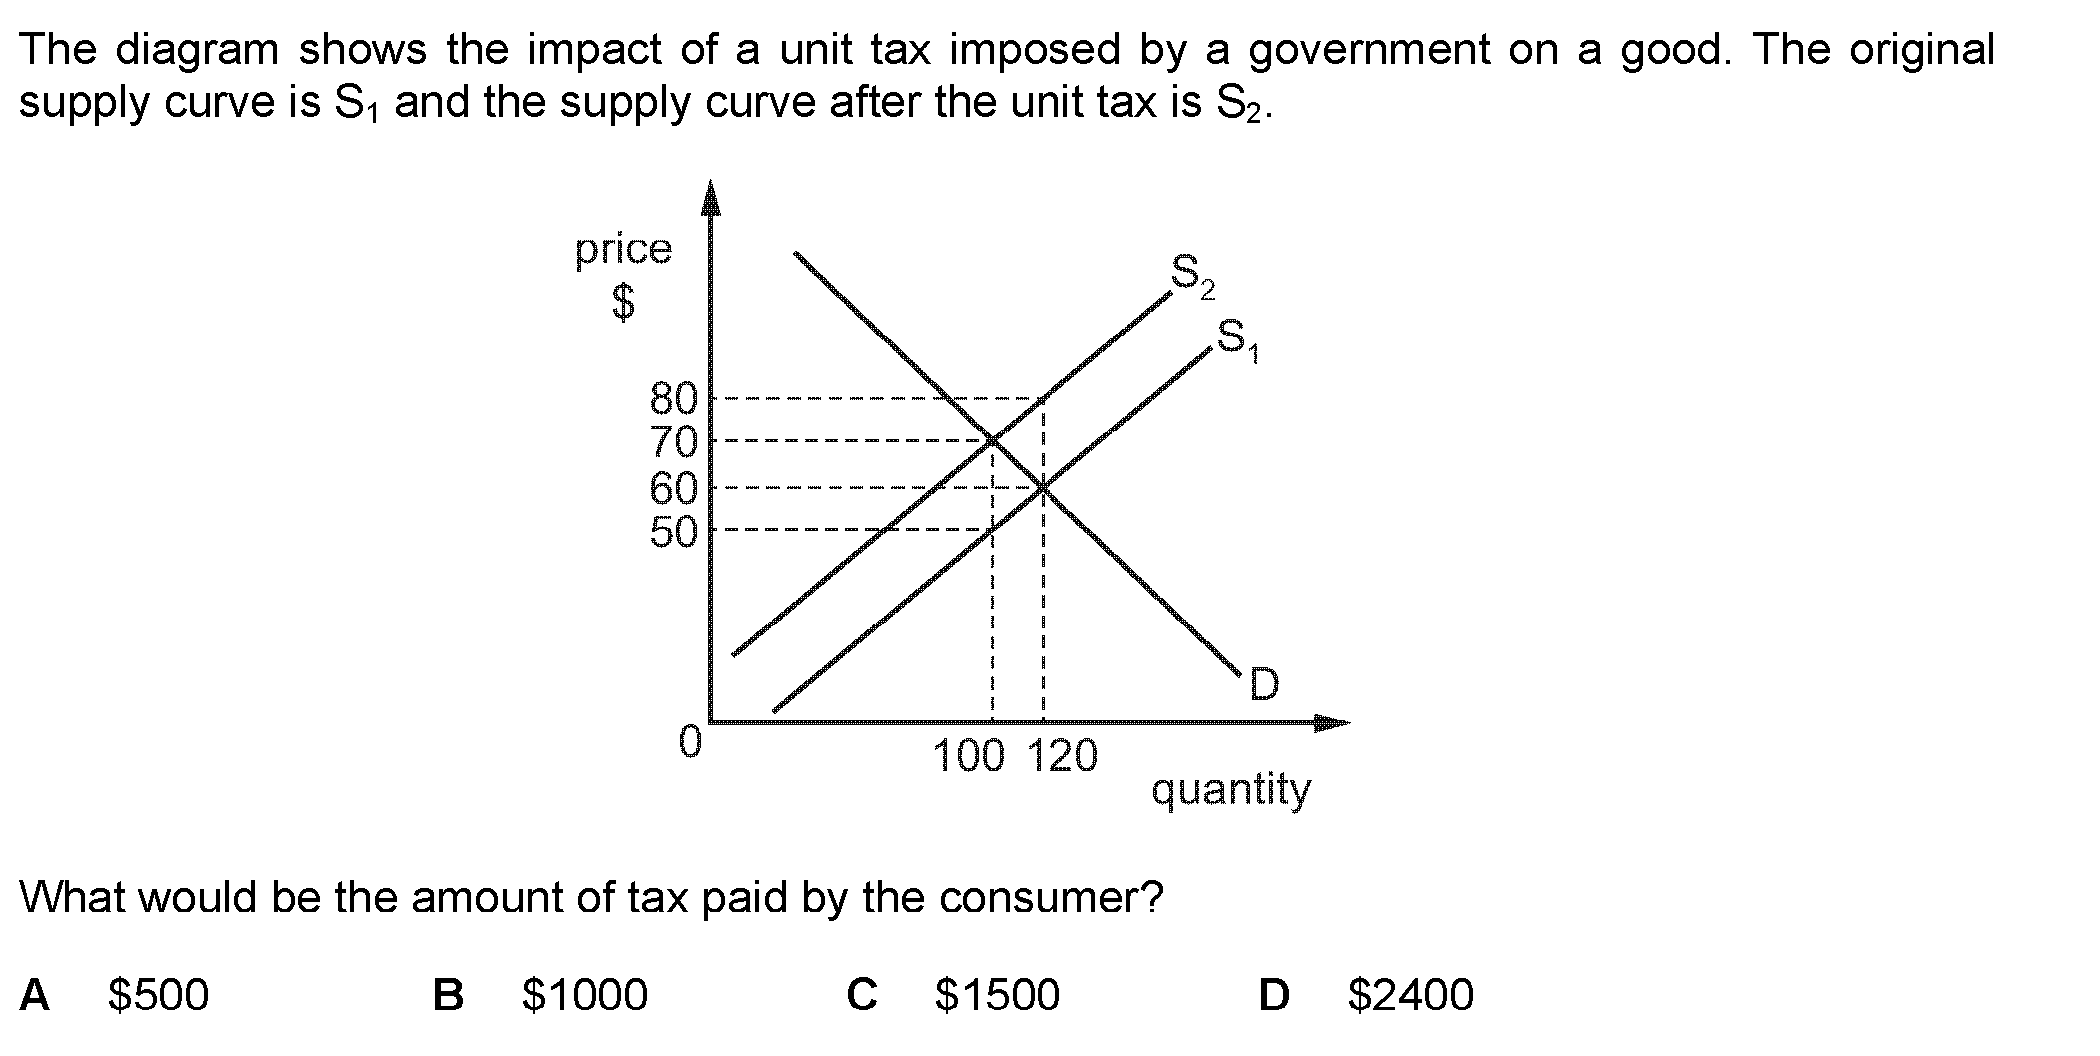 The diagram shows the impact of a unit tax imposed by a government on a good. The original
supply curve is S₁ and the supply curve after the unit tax is S₂.
price
$
S₂
S₁
80
70
60
50
D
0
100 120
quantity
What would be the amount of tax paid by the consumer?
A $500 B $1000 C $1500 D $2400